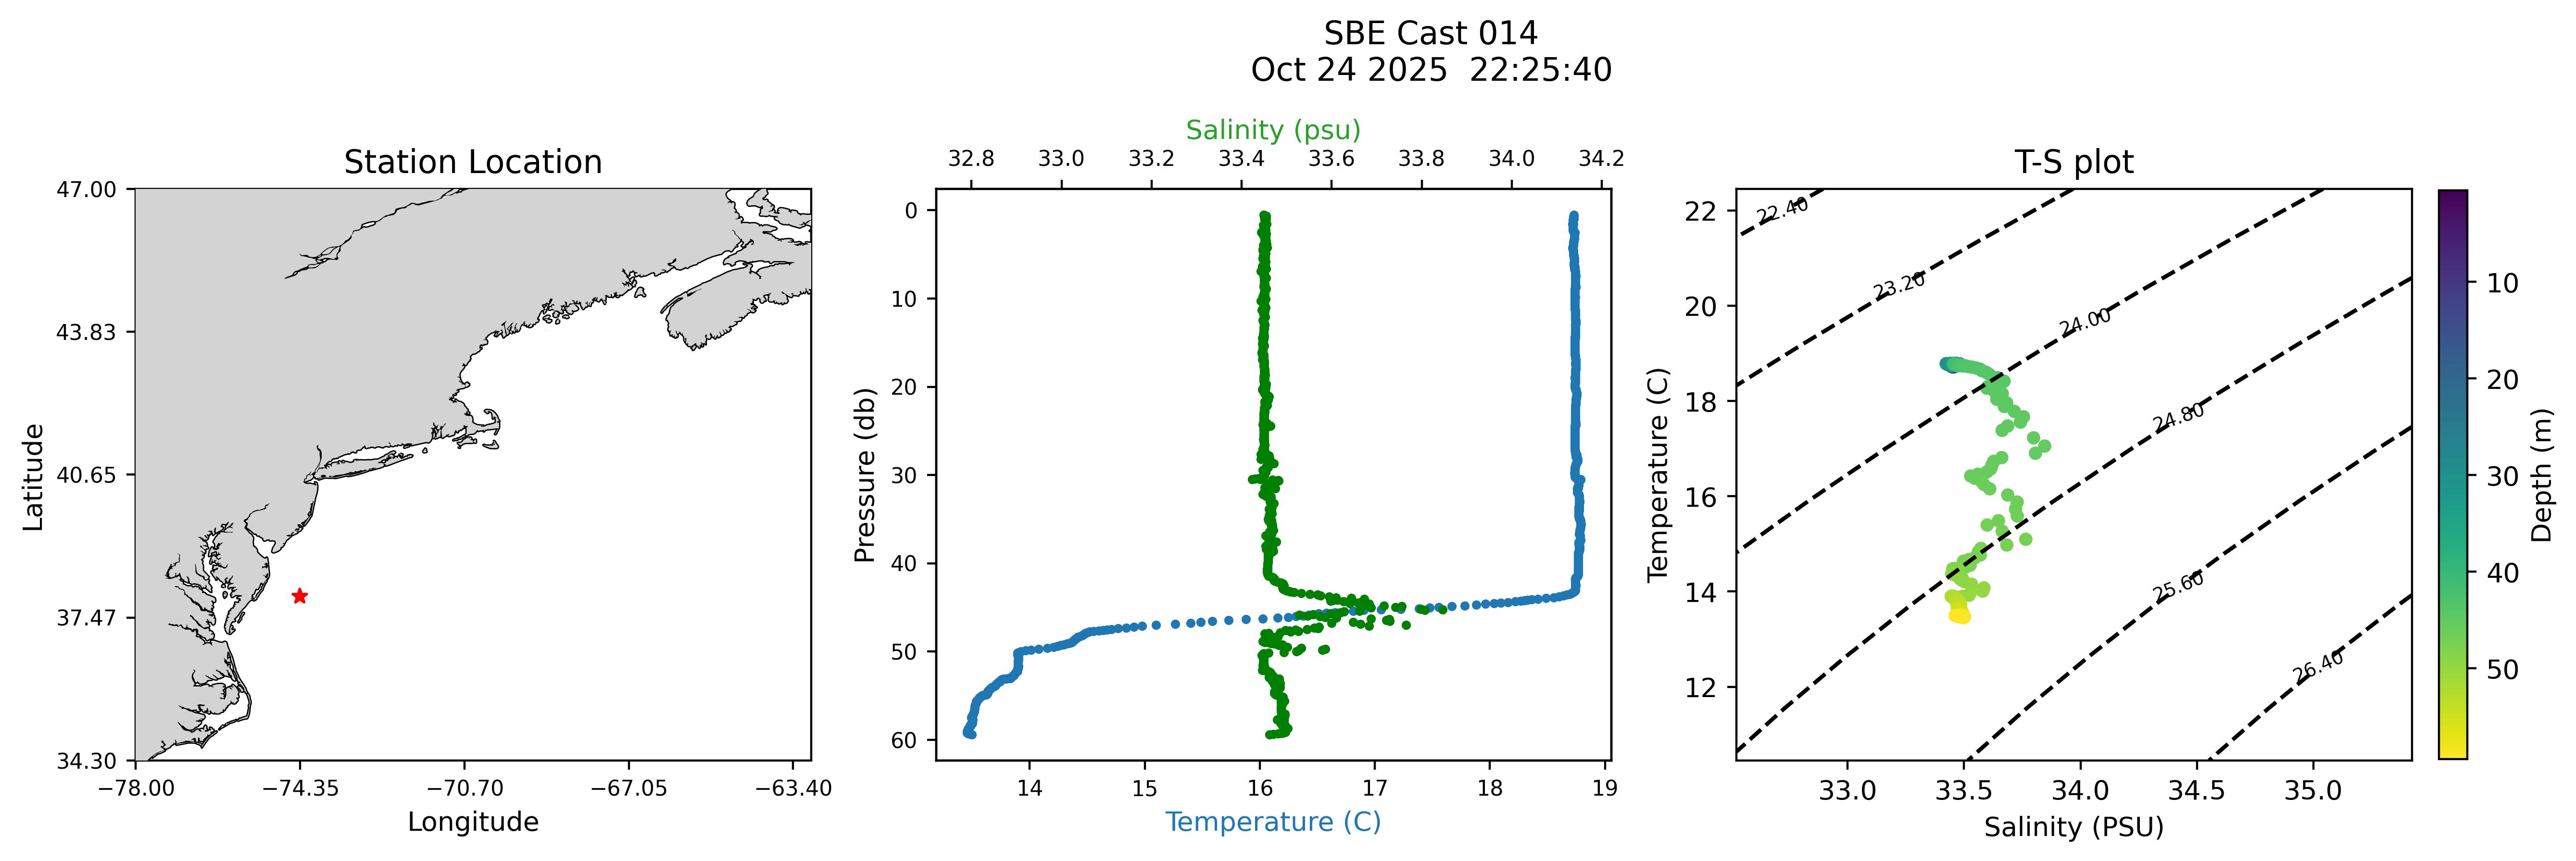 SBE Cast 014
Oct 24 2025  22:25:40
Station Location
47.00
43.83
40.65
37.47
34.30
Latitude
−78.00 −74.35 −70.70 −67.05 −63.40
Longitude
Salinity (psu)
32.8 33.0 33.2 33.4 33.6 33.8 34.0 34.2
0
10
20
30
40
50
60
Pressure (db)
14 15 16 17 18 19
Temperature (C)
T-S plot
22
20
18
16
14
12
Temperature (C)
22.40
23.20
24.00
24.80
25.60
26.40
33.0 33.5 34.0 34.5 35.0
Salinity (PSU)
10
20
30
40
50
Depth (m)